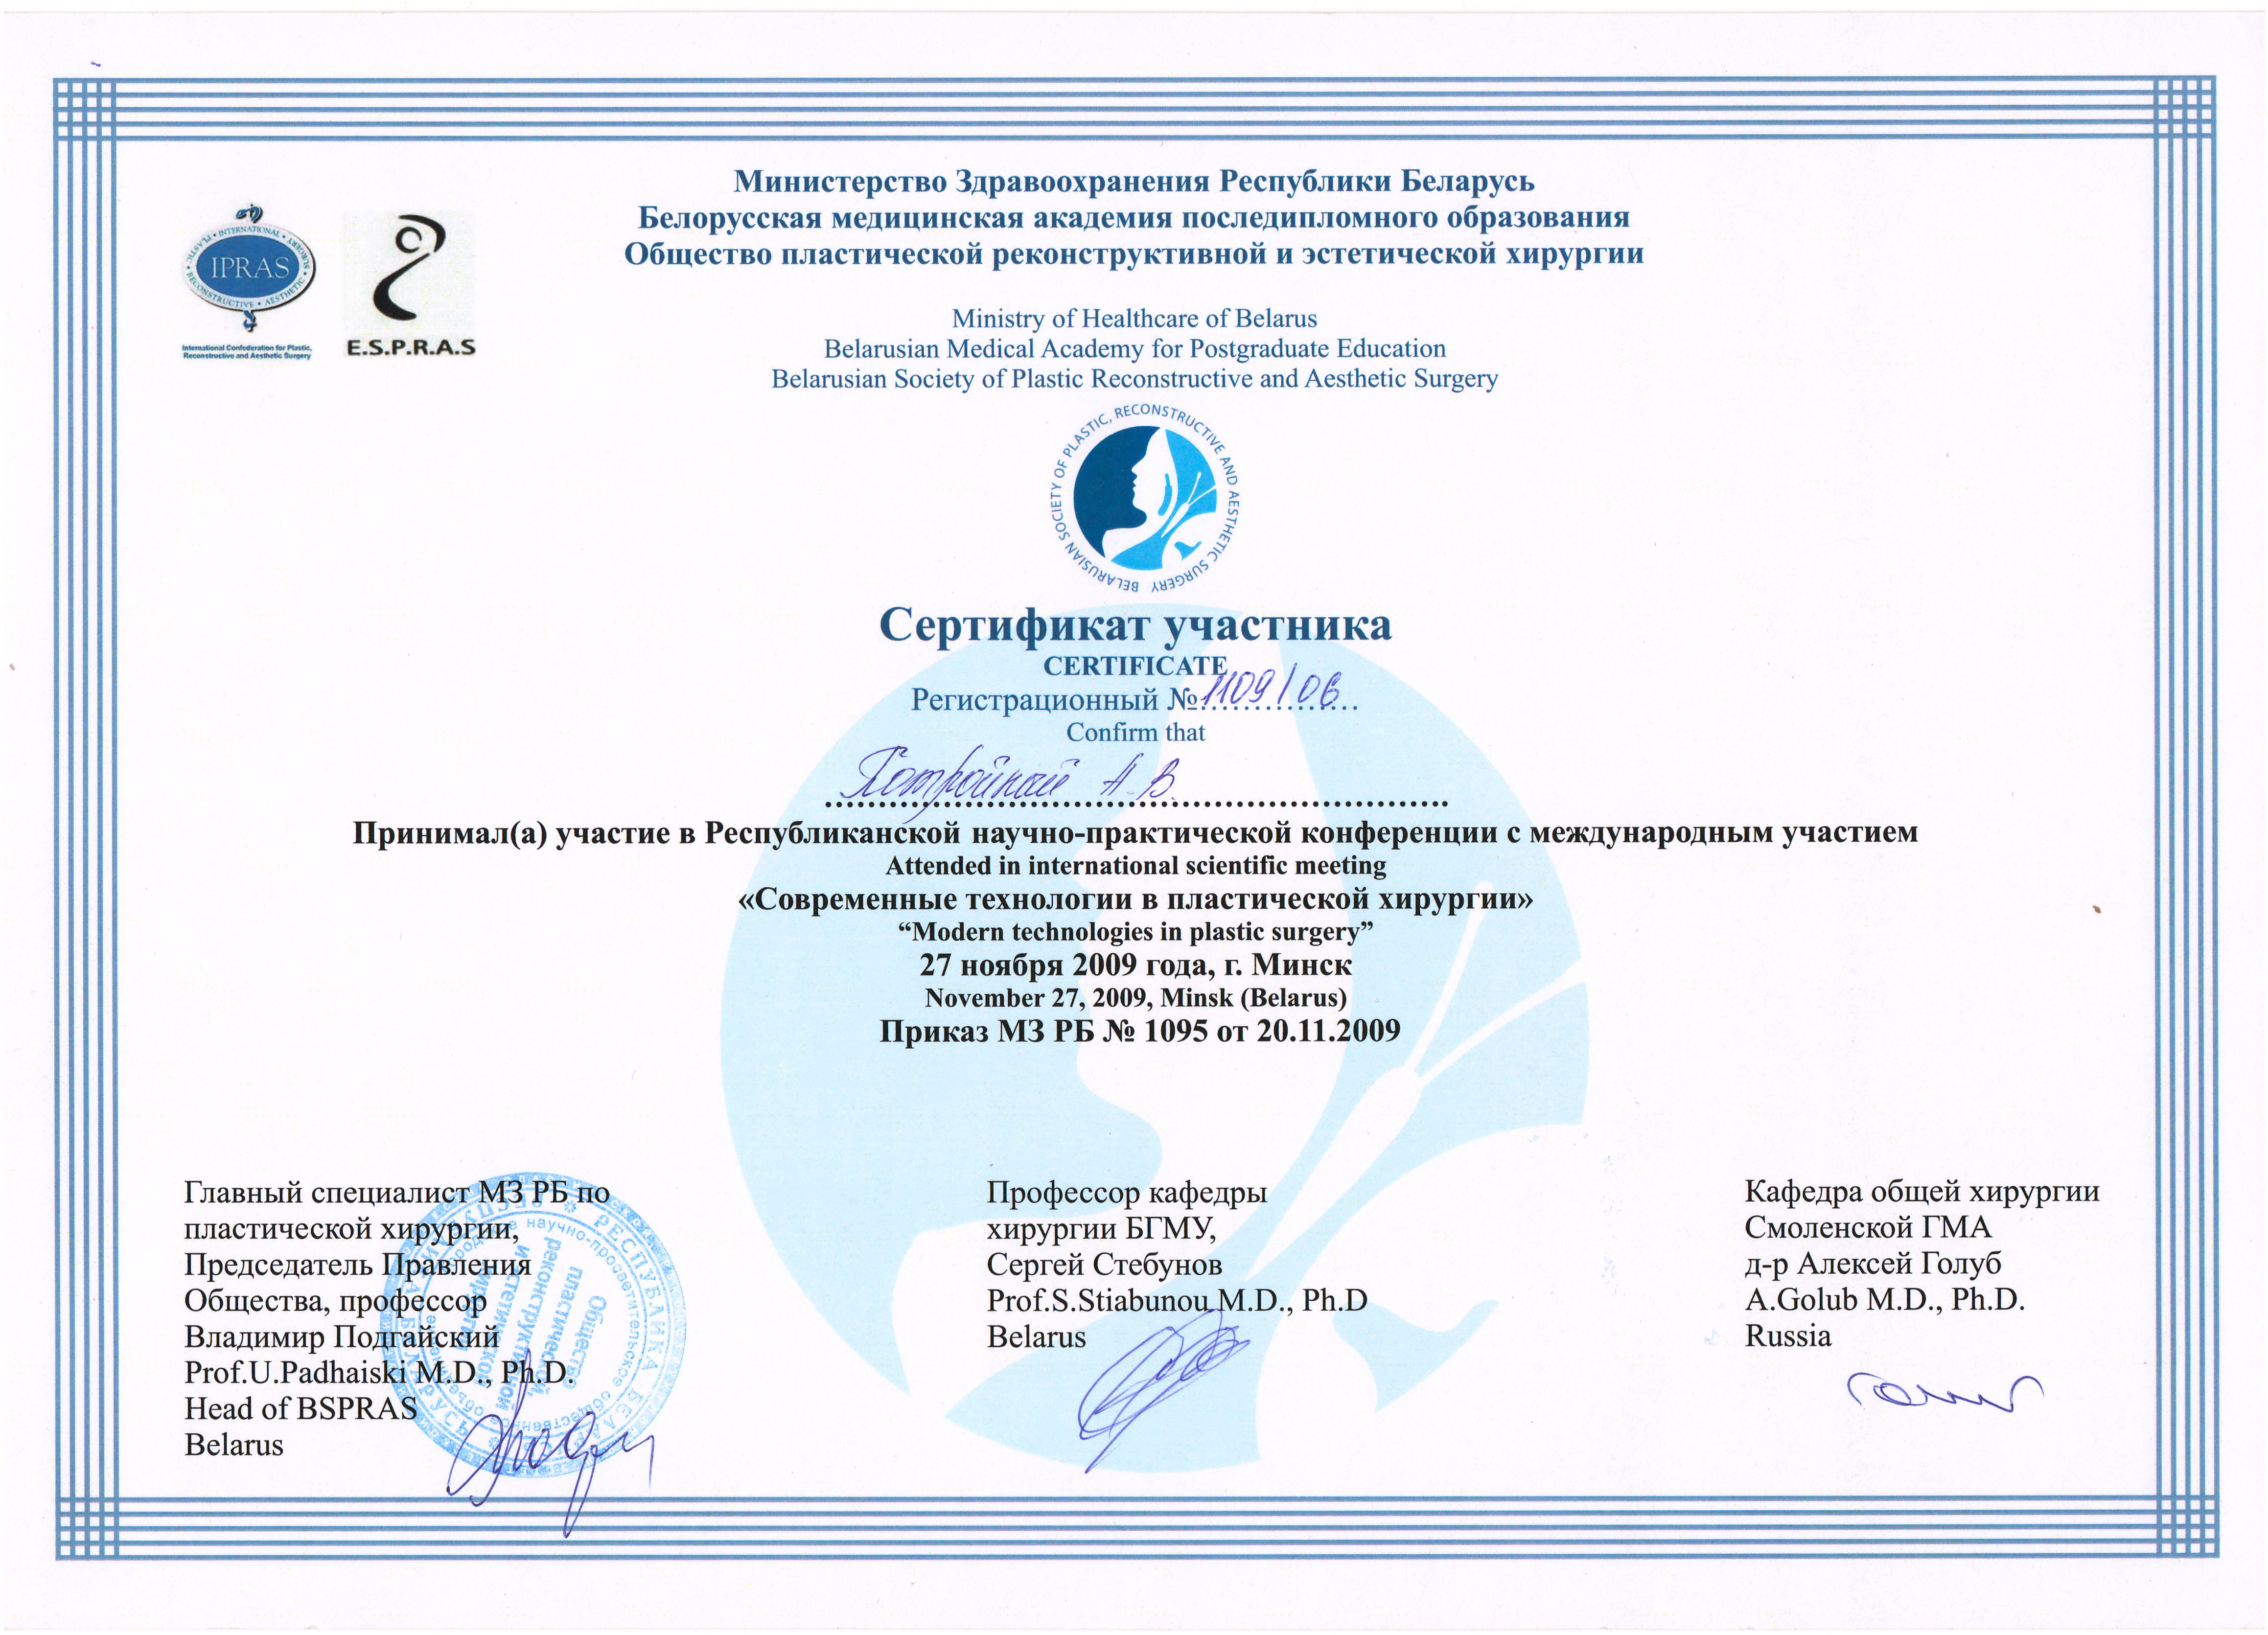 Министерство Здравоохранения Республики Беларусь
Белорусская медицинская академия последипломного образования
Общество пластической реконструктивной и эстетической хирургии
INTERNATIONAL • PLASTIC • RECONSTRUCTIVE • AESTHETIC • SURGERY
IPRAS
International Confederation for Plastic,
Reconstructive and Aesthetic Surgery
E.S.P.R.A.S
Ministry of Healthcare of Belarus
Belarusian Medical Academy for Postgraduate Education
Belarusian Society of Plastic Reconstructive and Aesthetic Surgery
BELARUSIAN SOCIETY OF PLASTIC, RECONSTRUCTIVE AND AESTHETIC SURGERY
Сертификат участника
CERTIFICATE
Регистрационный № 1109/06
Confirm that
А.В.
Принимал(а) участие в Республиканской научно-практической конференции с международным участием
Attended in international scientific meeting
«Современные технологии в пластической хирургии»
“Modern technologies in plastic surgery”
27 ноября 2009 года, г. Минск
November 27, 2009, Minsk (Belarus)
Приказ МЗ РБ № 1095 от 20.11.2009
Главный специалист МЗ РБ по
пластической хирургии,
Председатель Правления
Общества, профессор
Владимир Подгайский
Prof.U.Padhaiski M.D., Ph.D.
Head of BSPRAS
Belarus
РЕСПУБЛИКА БЕЛАРУСЬ
Общество
пластической,
реконструктивной
и эстетической
хирургии
Профессор кафедры
хирургии БГМУ,
Сергей Стебунов
Prof.S.Stiabunou M.D., Ph.D
Belarus
Кафедра общей хирургии
Смоленской ГМА
д-р Алексей Голуб
A.Golub M.D., Ph.D.
Russia